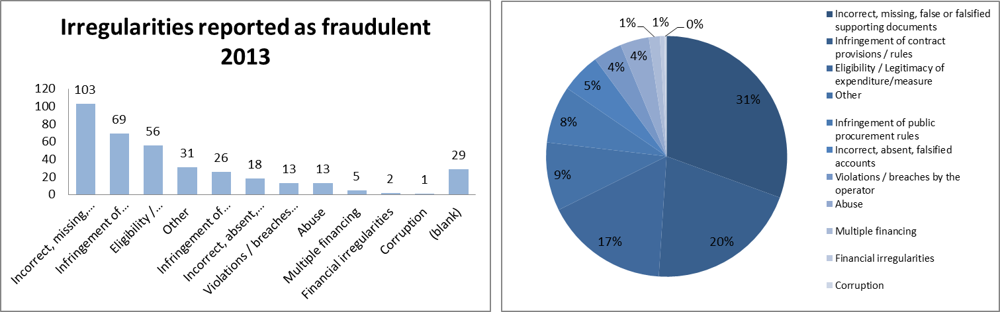 Irregularities reported as fraudulent
2013
120
100
80
60
40
20
0
103
69
56
31
26
18
13
13
5
2
1
29
Incorrect, missing,...
Infringement of...
Eligibility /...
Other
Infringement of...
Incorrect, absent,...
Violations / breaches...
Abuse
Multiple financing
Financial irregularities
Corruption
(blank)
1%
1%
0%
4%
4%
5%
8%
9%
17%
20%
31%
Incorrect, missing, false or falsified
supporting documents
Infringement of contract
provisions / rules
Eligibility / Legitimacy of
expenditure/measure
Other
Infringement of public
procurement rules
Incorrect, absent, falsified
accounts
Violations / breaches by the
operator
Abuse
Multiple financing
Financial irregularities
Corruption